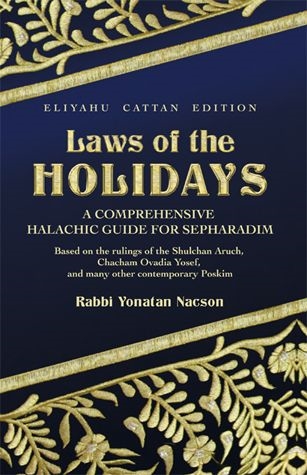 ELIYAHU CATTAN EDITION
Laws of the
HOLIDAYS
A COMPREHENSIVE
HALACHIC GUIDE FOR SEPHARADIM
Based on the rulings of the Shulchan Aruch,
Chacham Ovadia Yosef,
and many other contemporary Poskim
Rabbi Yonatan Nacson